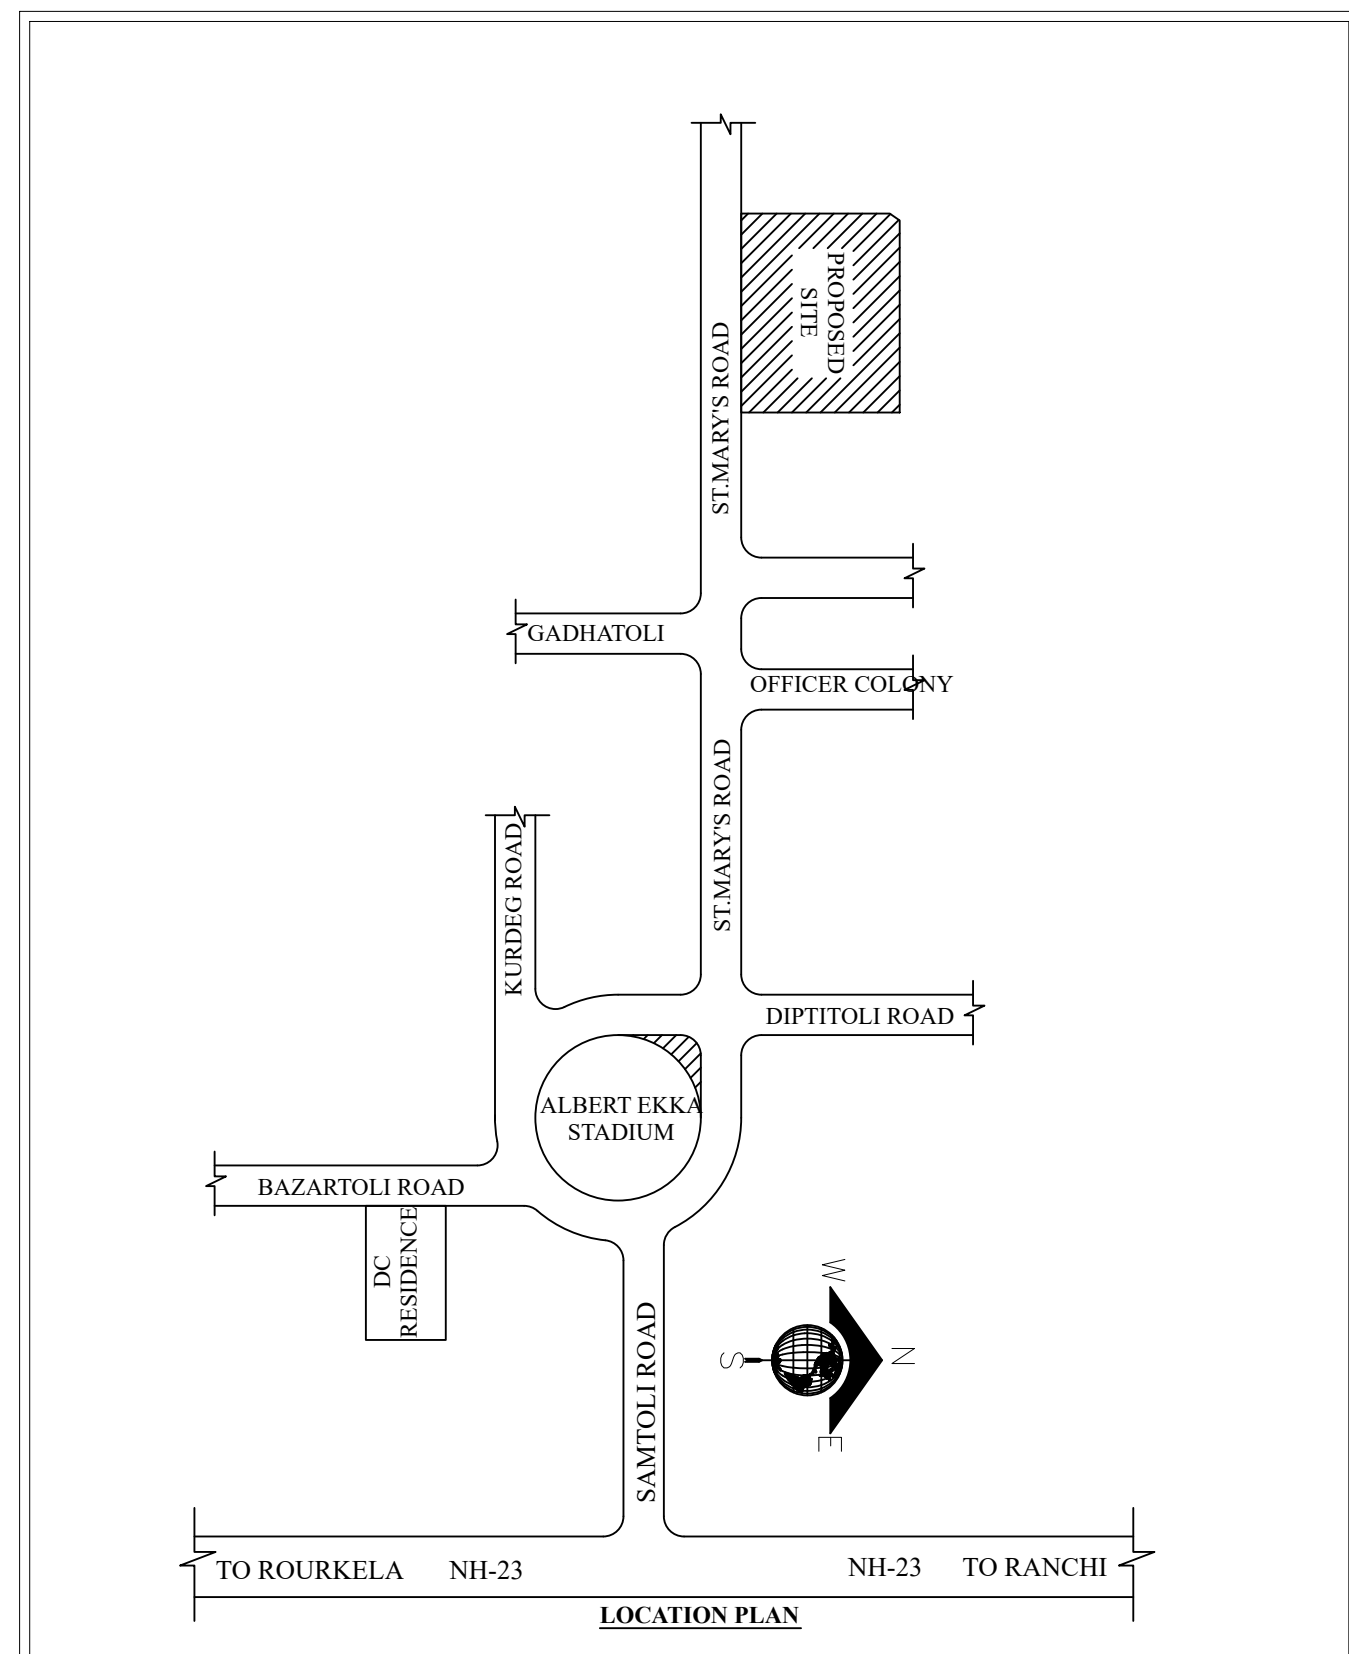 PROPOSED
SITE
ST.MARY'S ROAD
GADHATOLI
OFFICER COLONY
ST.MARY'S ROAD
KURDEG ROAD
DIPTITOLI ROAD
ALBERT EKKA
STADIUM
BAZARTOLI ROAD
DC
RESIDENCE
W
N
S
E
SAMTOLI ROAD
TO ROURKELA NH-23
NH-23 TO RANCHI
LOCATION PLAN